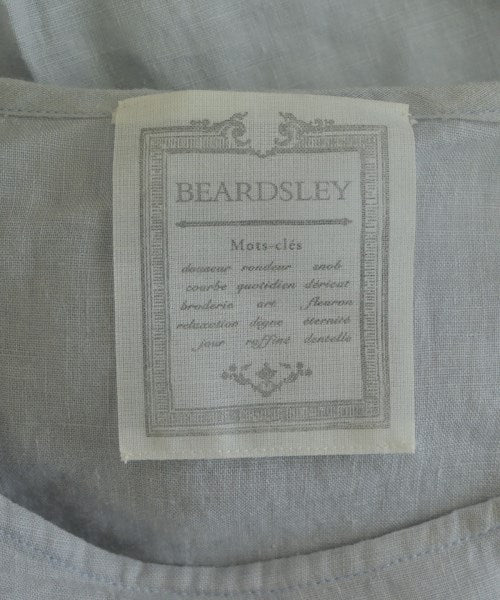 BEARDSLEY
Mots-clés
douceur rondeur snob
courbe quotidien délicat
broderie art fleuron
relaxation digne éternité
jour raffiné dentelle